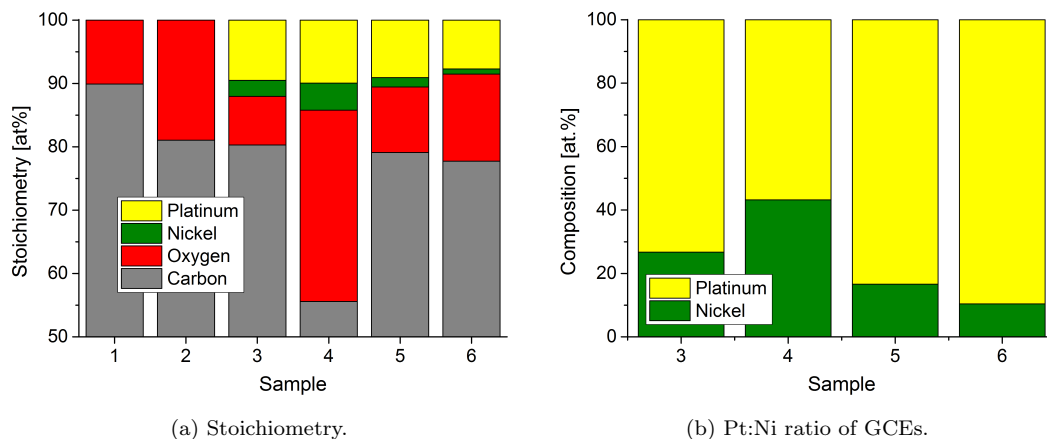 Stoichiometry [at%]
100
90
80
70
60
50
Platinum
Nickel
Oxygen
Carbon
1 2 3 4 5 6
Sample
(a) Stoichiometry.
Composition [at.%]
100
80
60
40
20
0
Platinum
Nickel
3 4 5 6
Sample
(b) Pt:Ni ratio of GCEs.